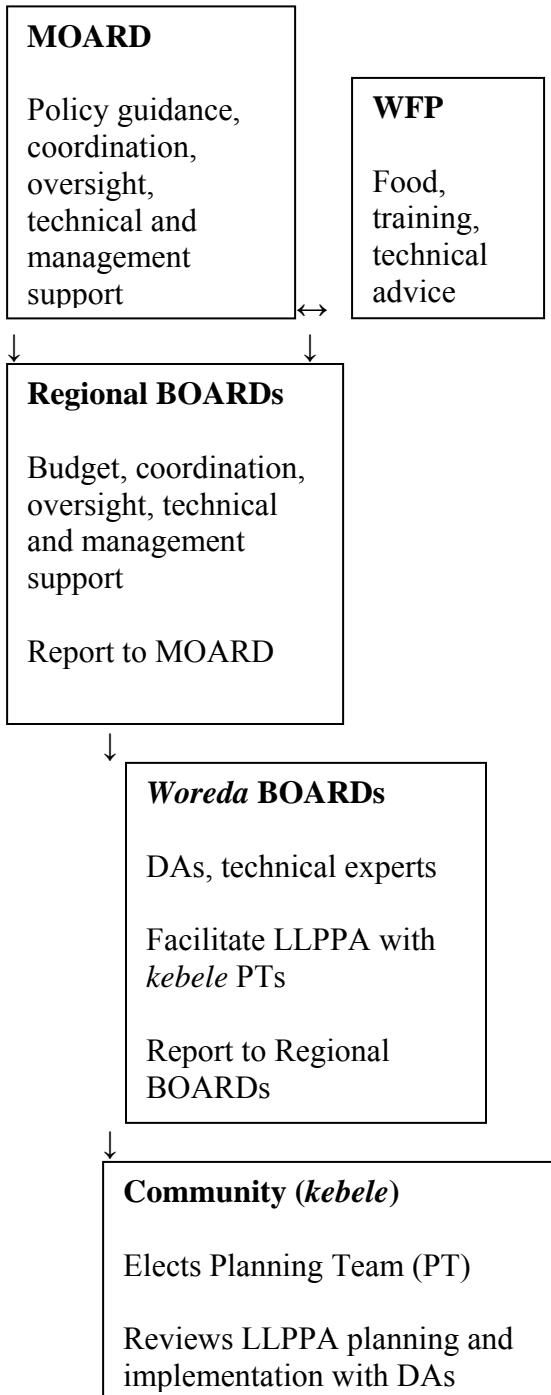 MOARD
Policy guidance,
coordination,
oversight,
technical and
management
support
WFP
Food,
training,
technical
advice
↔
↓ ↓
Regional BOARDs
Budget, coordination,
oversight, technical
and management
support
Report to MOARD
↓
Woreda BOARDs
DAs, technical experts
Facilitate LLPPA with
kebele PTs
Report to Regional
BOARDs
↓
Community (kebele)
Elects Planning Team (PT)
Reviews LLPPA planning and
implementation with DAs